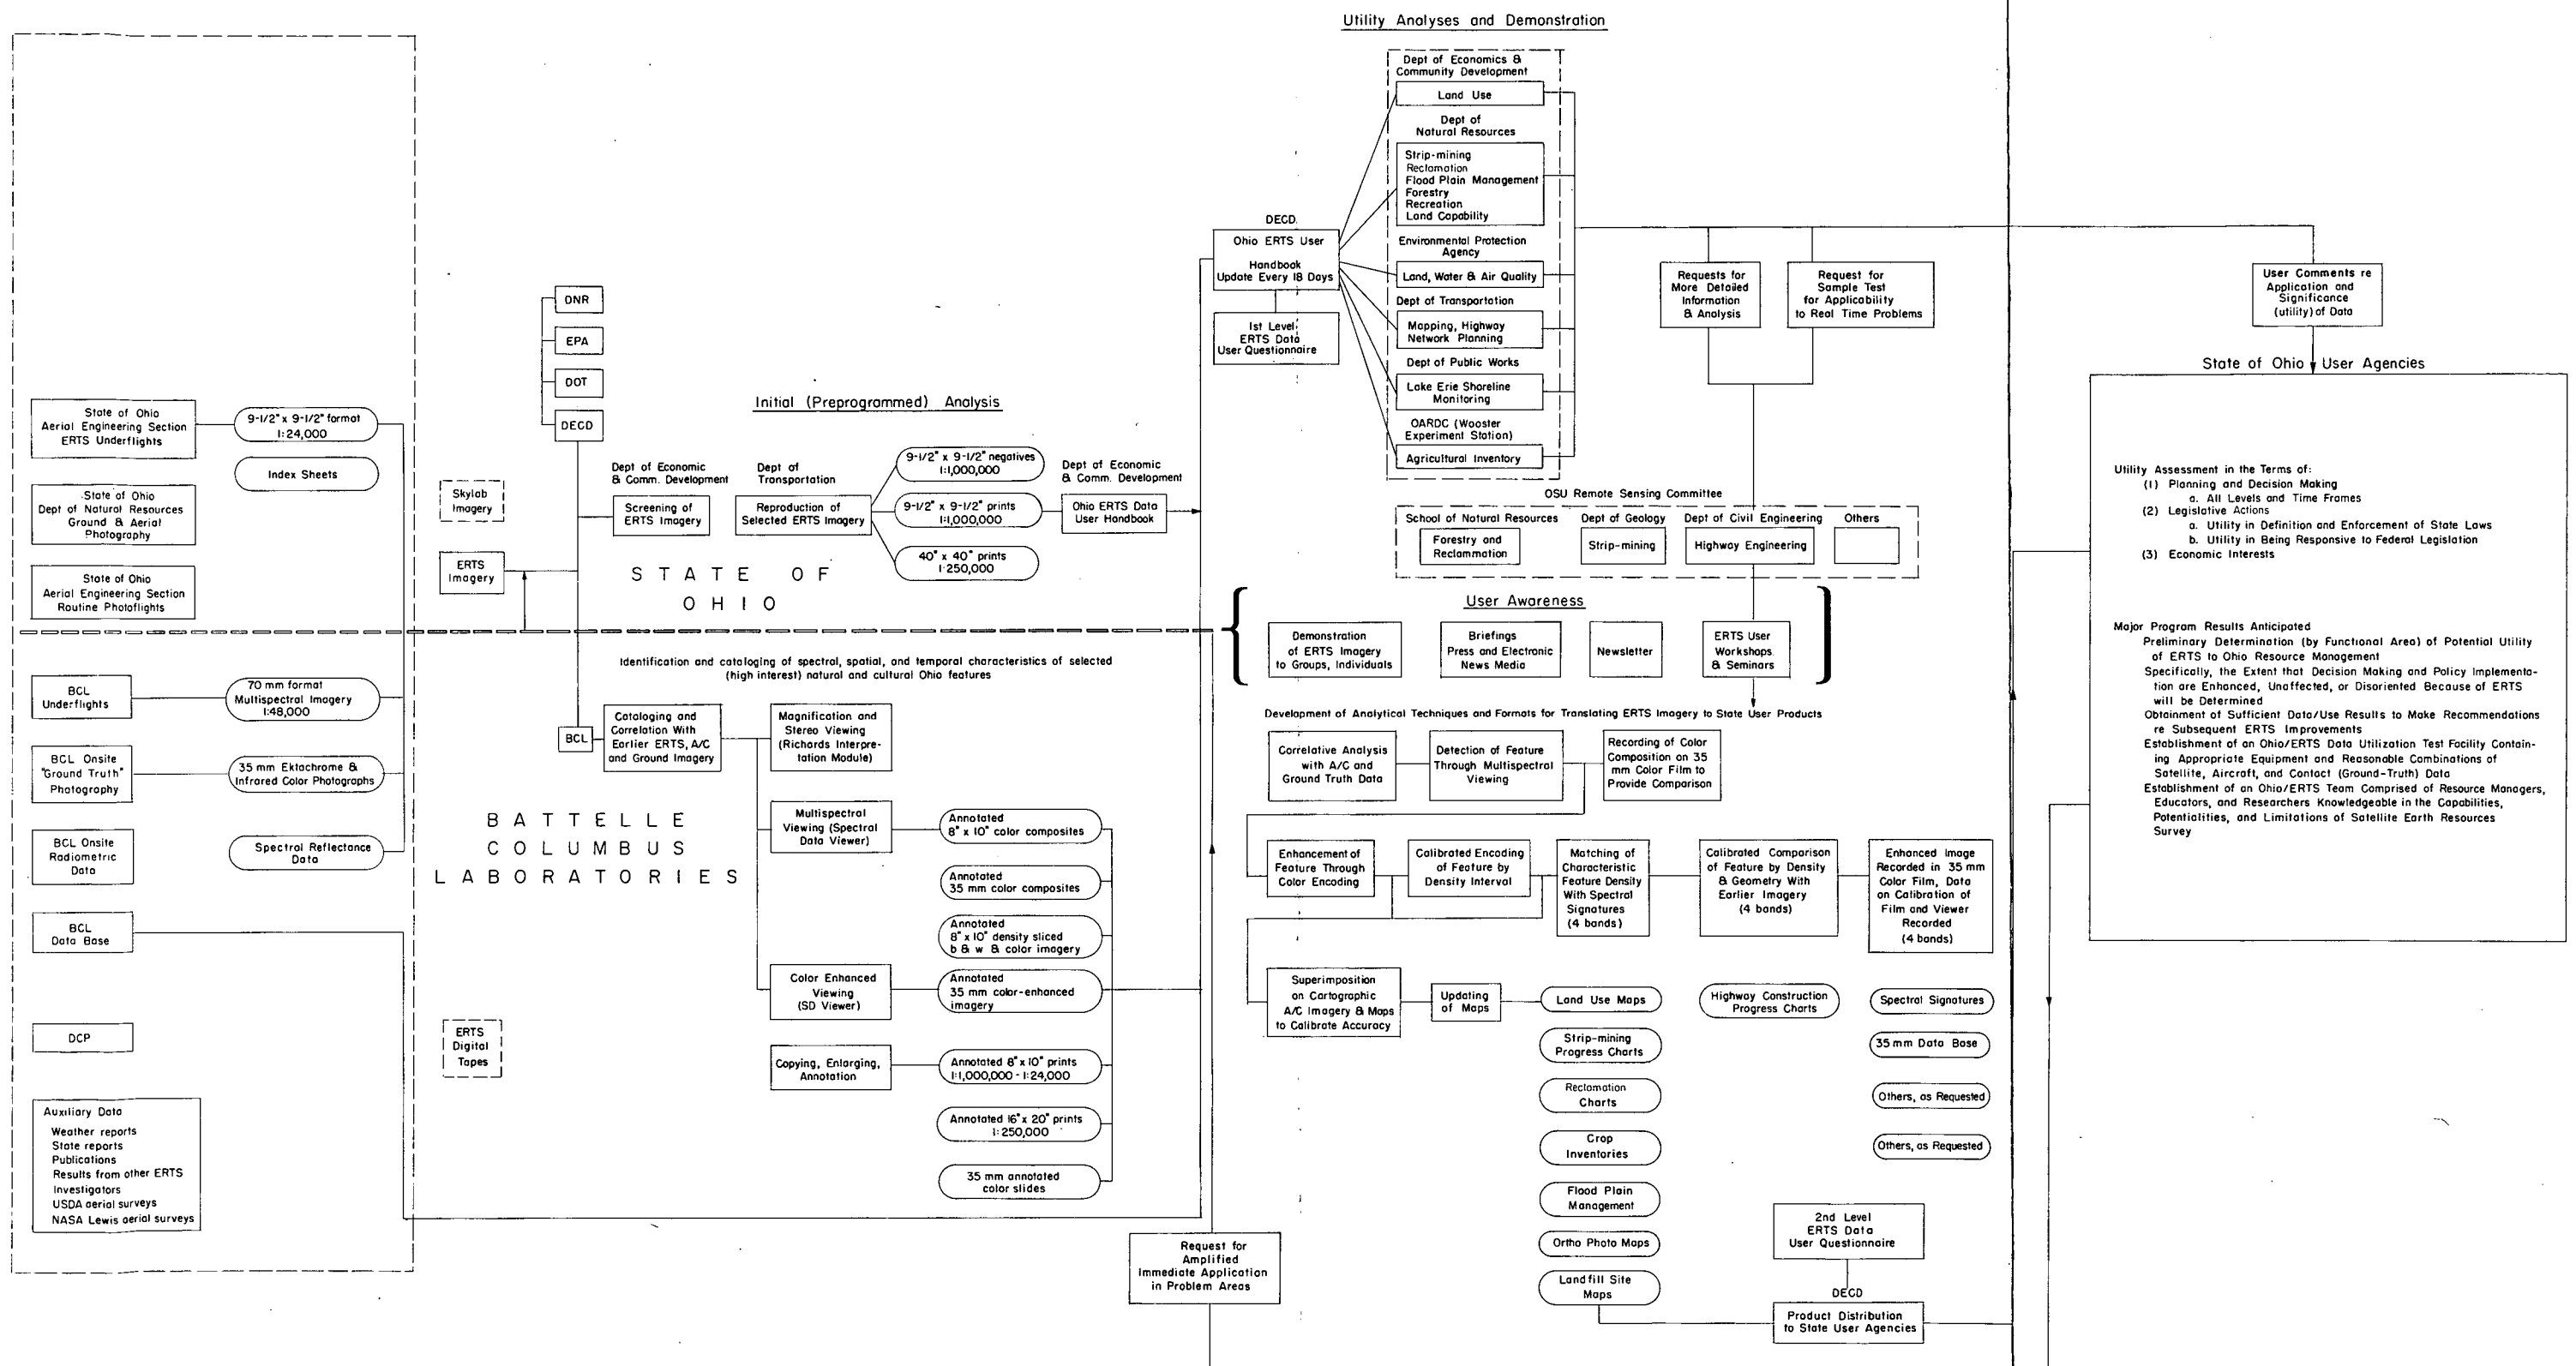 Utility Analyses and Demonstration
Dept of Economics &
Community Development
Land Use
Dept of
Natural Resources
Strip-mining
Reclamation
Flood Plain Management
Forestry
Recreation
Land Capability
Environmental Protection
Agency
Land, Water & Air Quality
Dept of Transportation
Mapping, Highway
Network Planning
Dept of Public Works
Lake Erie Shoreline
Monitoring
OARDC (Wooster
Experiment Station)
Agricultural Inventory
DECD
Ohio ERTS User
Handbook
Update Every 18 Days
1st Level
ERTS Data
User Questionnaire
Requests for
More Detailed
Information
& Analysis
Request for
Sample Test
for Applicability
to Real Time Problems
User Comments re
Application and
Significance
(utility) of Data
State of Ohio User Agencies
Utility Assessment in the Terms of:
(1) Planning and Decision Making
a. All Levels and Time Frames
(2) Legislative Actions
a. Utility in Definition and Enforcement of State Laws
b. Utility in Being Responsive to Federal Legislation
(3) Economic Interests
Major Program Results Anticipated
Preliminary Determination (by Functional Area) of Potential Utility
of ERTS to Ohio Resource Management
Specifically, the Extent that Decision Making and Policy Implementa-
tion are Enhanced, Unaffected, or Disoriented Because of ERTS
will be Determined
Obtainment of Sufficient Data/Use Results to Make Recommendations
re Subsequent ERTS Improvements
Establishment of an Ohio/ERTS Data Utilization Test Facility Contain-
ing Appropriate Equipment and Reasonable Combinations of
Satellite, Aircraft, and Contact (Ground-Truth) Data
Establishment of an Ohio/ERTS Team Comprised of Resource Managers,
Educators, and Researchers Knowledgeable in the Capabilities,
Potentialities, and Limitations of Satellite Earth Resources
Survey
DNR
EPA
DOT
DECD
Initial (Preprogrammed) Analysis
State of Ohio
Aerial Engineering Section
ERTS Underflights
9-1/2" x 9-1/2" format
1:24,000
Index Sheets
State of Ohio
Dept of Natural Resources
Ground & Aerial
Photography
State of Ohio
Aerial Engineering Section
Routine Photoflights
Skylab
Imagery
ERTS
Imagery
Dept of Economic
& Comm. Development
Screening of
ERTS Imagery
Dept of
Transportation
Reproduction of
Selected ERTS Imagery
9-1/2" x 9-1/2" negatives
1:1,000,000
9-1/2" x 9-1/2" prints
1:1,000,000
40" x 40" prints
1:250,000
Dept of Economic
& Comm. Development
Ohio ERTS Data
User Handbook
STATE OF
OHIO
OSU Remote Sensing Committee
School of Natural Resources
Forestry and
Reclammation
Dept of Geology
Strip-mining
Dept of Civil Engineering
Highway Engineering
Others
User Awareness
Demonstration
of ERTS Imagery
to Groups, Individuals
Briefings
Press and Electronic
News Media
Newsletter
ERTS User
Workshops
& Seminars
Identification and cataloging of spectral, spatial, and temporal characteristics of selected
(high interest) natural and cultural Ohio features
BCL
Underflights
70 mm format
Multispectral Imagery
1:48,000
BCL Onsite
"Ground Truth"
Photography
35 mm Ektachrome &
Infrared Color Photographs
BCL Onsite
Radiometric
Data
Spectral Reflectance
Data
BCL
Data Base
DCP
Auxiliary Data
Weather reports
State reports
Publications
Results from other ERTS
Investigators
USDA aerial surveys
NASA Lewis aerial surveys
BATTELLE
COLUMBUS
LABORATORIES
ERTS
Digital
Tapes
BCL
Cataloging and
Correlation With
Earlier ERTS, A/C
and Ground Imagery
Magnification and
Stereo Viewing
(Richards Interpre-
tation Module)
Multispectral
Viewing (Spectral
Data Viewer)
Color Enhanced
Viewing
(SD Viewer)
Copying, Enlarging,
Annotation
Annotated
8" x 10" color composites
Annotated
35 mm color composites
Annotated
8" x 10" density sliced
b & w & color imagery
Annotated
35 mm color-enhanced
imagery
Annotated 8" x 10" prints
1:1,000,000 - 1:24,000
Annotated 16" x 20" prints
1:250,000
35 mm annotated
color slides
Request for
Amplified
Immediate Application
in Problem Areas
Development of Analytical Techniques and Formats for Translating ERTS Imagery to State User Products
Correlative Analysis
with A/C and
Ground Truth Data
Detection of Feature
Through Multispectral
Viewing
Recording of Color
Composition on 35
mm Color Film to
Provide Comparison
Enhancement of
Feature Through
Color Encoding
Calibrated Encoding
of Feature by
Density Interval
Matching of
Characteristic
Feature Density
With Spectral
Signatures
(4 bands)
Calibrated Comparison
of Feature by Density
& Geometry With
Earlier Imagery
(4 bands)
Enhanced Image
Recorded in 35 mm
Color Film, Data
on Calibration of
Film and Viewer
Recorded
(4 bands)
Superimposition
on Cartographic
A/C Imagery & Maps
to Calibrate Accuracy
Updating
of Maps
Land Use Maps
Strip-mining
Progress Charts
Reclamation
Charts
Crop
Inventories
Flood Plain
Management
Ortho Photo Maps
Landfill Site
Maps
Highway Construction
Progress Charts
Spectral Signatures
35 mm Data Base
Others, as Requested
Others, as Requested
2nd Level
ERTS Data
User Questionnaire
DECD
Product Distribution
to State User Agencies